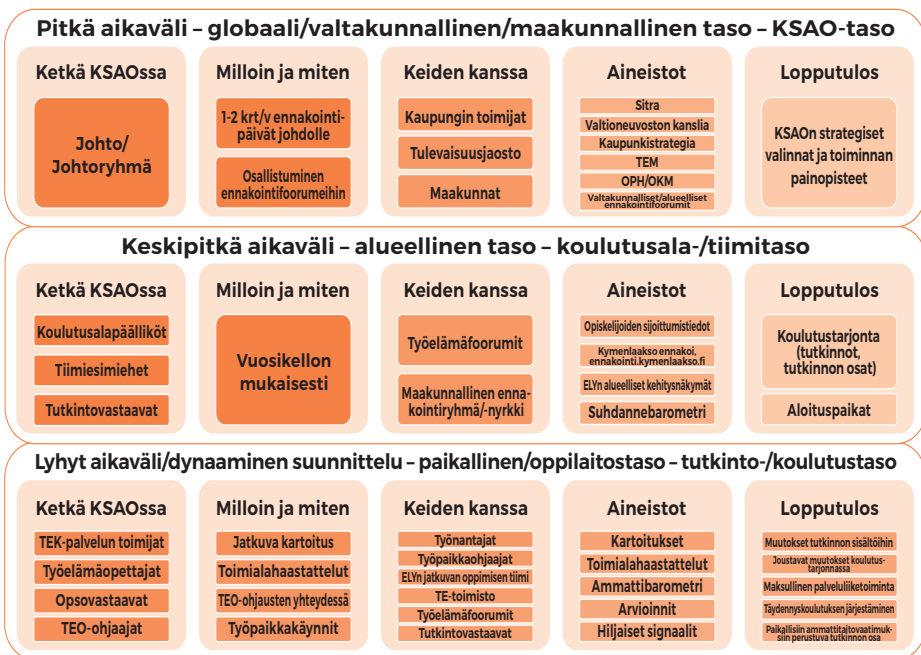 Pitkä aikaväli – globaali/valtakunnallinen/maakunnallinen taso – KSAO-taso
Ketkä KSAOssa
Johto/
Johtoryhmä
Milloin ja miten
1-2 krt/v ennakointi-
päivät johdolle
Osallistuminen
ennakointifoorumeihin
Keiden kanssa
Kaupungin toimijat
Tulevaisuusjaosto
Maakunnat
Aineistot
Sitra
Valtioneuvoston kanslia
Kaupunkistrategia
TEM
OPH/OKM
Valtakunnalliset/alueelliset
ennakointifoorumit
Lopputulos
KSAOn strategiset
valinnat ja toiminnan
painopisteet
Keskipitkä aikaväli – alueellinen taso – koulutusala-/tiimitaso
Ketkä KSAOssa
Koulutusalapäälliköt
Tiimiesimiehet
Tutkintovastaavat
Milloin ja miten
Vuosikellon
mukaisesti
Keiden kanssa
Työelämäfoorumit
Maakunnallinen enna-
kointiryhmä/-nyrkki
Aineistot
Opiskelijoiden sijoittumistiedot
Kymenlaakso ennakoi,
ennakointi.kymenlaakso.fi
ELYn alueelliset kehitysnäkymät
Suhdannebarometri
Lopputulos
Koulutustarjonta
(tutkinnot,
tutkinnon osat)
Aloituspaikat
Lyhyt aikaväli/dynaaminen suunnittelu – paikallinen/oppilaitostaso – tutkinto-/koulutustaso
Ketkä KSAOssa
TEK-palvelun toimijat
Työelämäopettajat
Opsovastaavat
TEO-ohjaajat
Milloin ja miten
Jatkuva kartoitus
Toimialahaastattelut
TEO-ohjausten yhteydessä
Työpaikkakäynnit
Keiden kanssa
Työnantajat
Työpaikkaohjaajat
ELYn jatkuvan oppimisen tiimi
TE-toimisto
Työelämäfoorumit
Tutkintovastaavat
Aineistot
Kartoitukset
Toimialahaastattelut
Ammattibarometri
Arvioinnit
Hiljaiset signaalit
Lopputulos
Muutokset tutkinnon sisältöihin
Joustavat muutokset koulutus-
tarjonnassa
Maksullinen palveluliiketoiminta
Täydennyskoulutuksen järjestäminen
Paikallisiin ammattitaitovaatimuk-
siin perustuva tutkinnon osa